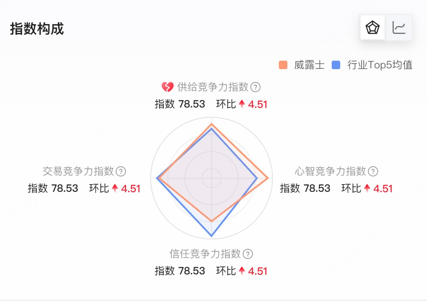 指数构成
威露士 行业Top5均值
供给竞争力指数
指数 78.53 环比 4.51
交易竞争力指数 心智竞争力指数
指数 78.53 环比 4.51 指数 78.53 环比 4.51
信任竞争力指数
指数 78.53 环比 4.51